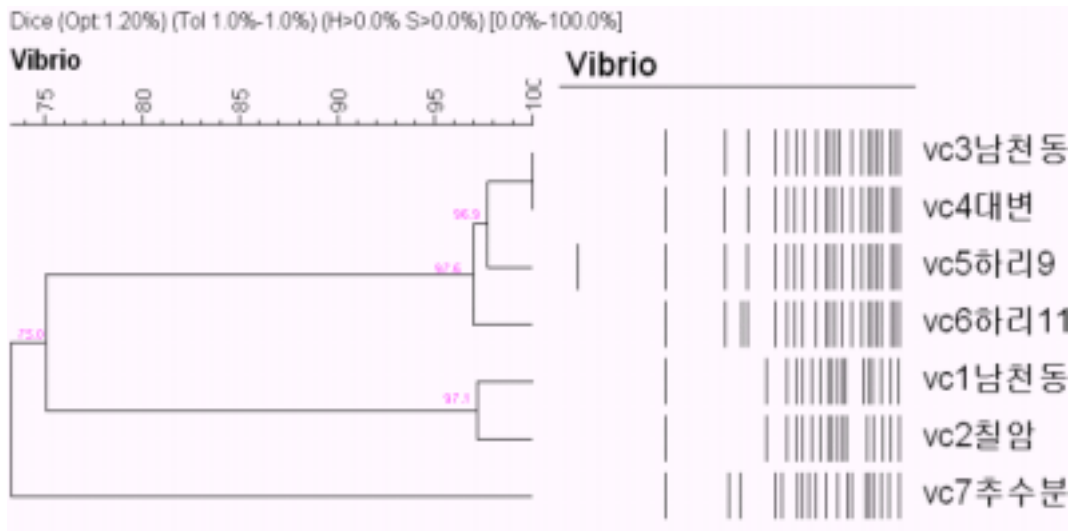 Dice (Opt:1.20%) (Tol 1.0%-1.0%) (H>0.0% S>0.0%) [0.0%-100.0%]
Vibrio
Vibrio
75 80 85 90 95 100
vc3남천동
96.9
vc4대변
97.6
vc5하리9
vc6하리11
75.0
vc1남천동
97.1
vc2칠암
vc7추수분